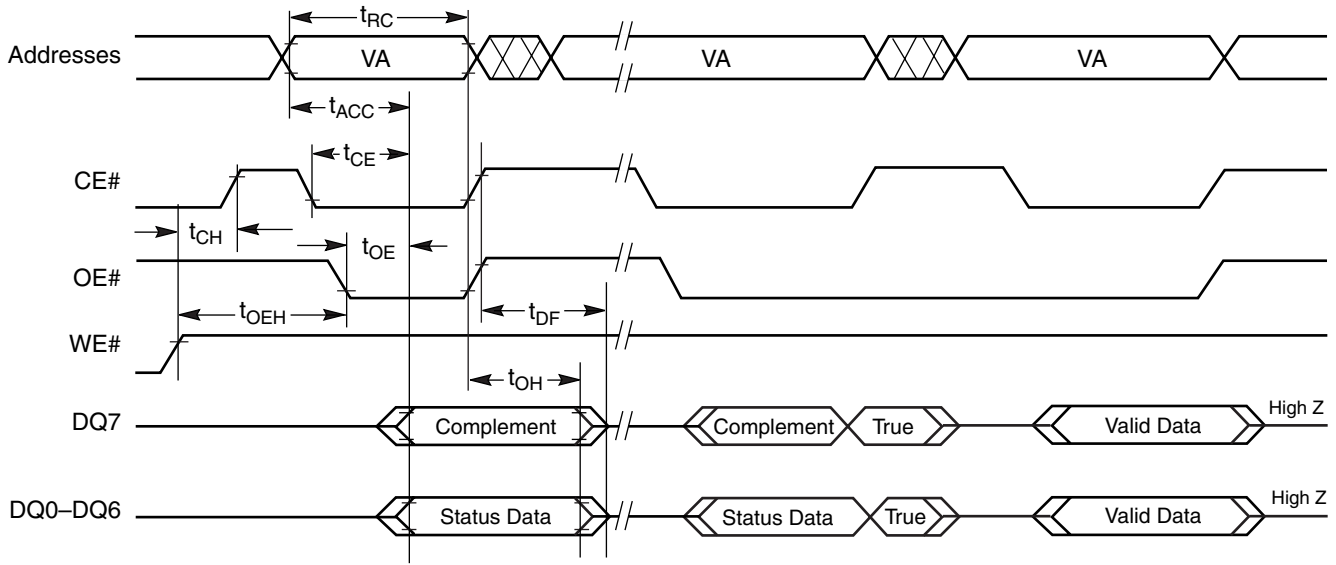 tRC
Addresses VA VA VA
tACC
tCE
CE#
tCH
tOE
OE#
tOEH
tDF
WE#
tOH
DQ7 Complement Complement True Valid Data High Z
DQ0–DQ6 Status Data Status Data True Valid Data High Z